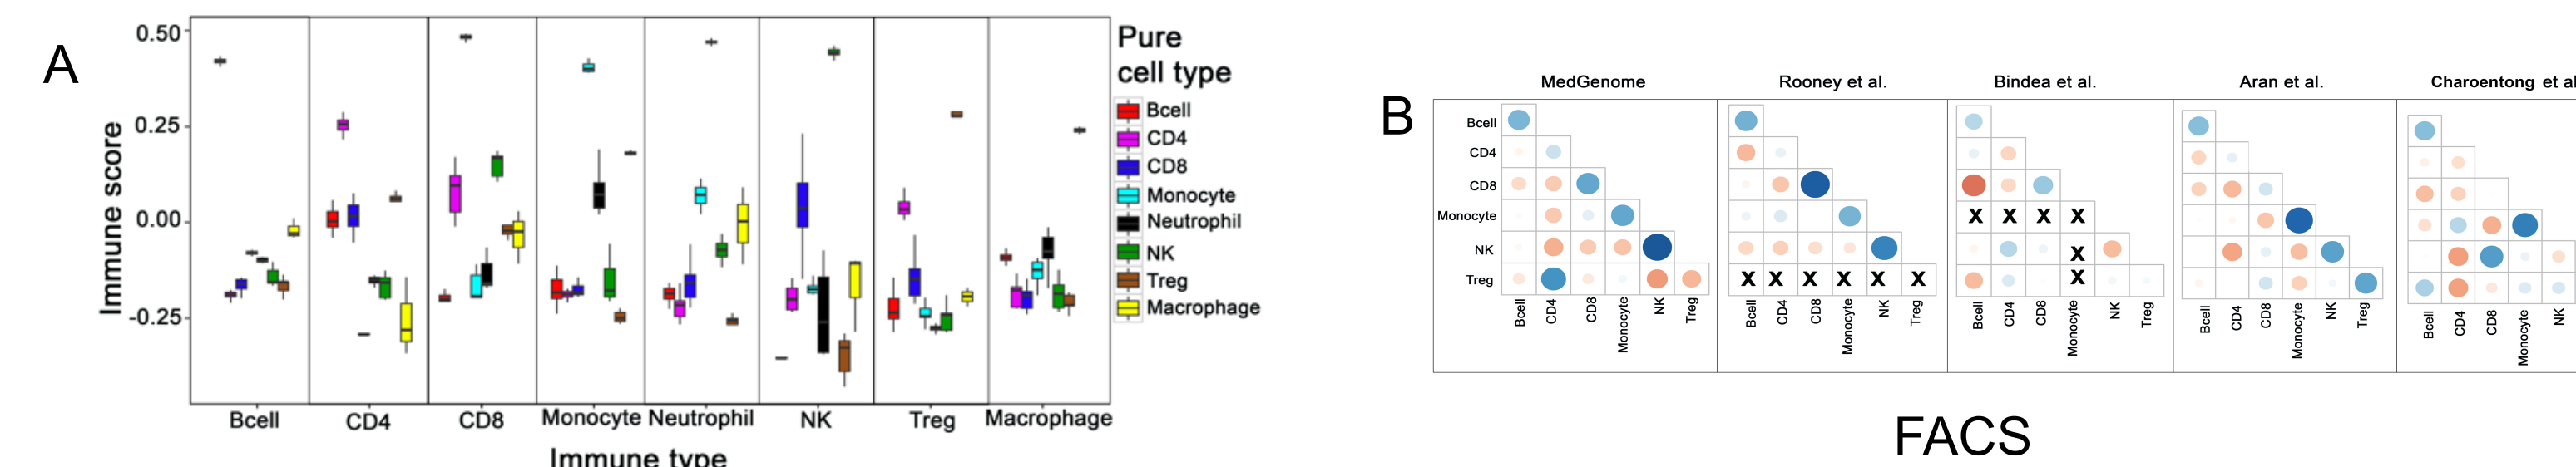 A
Immune score
0.50
0.25
0.00
-0.25
Bcell CD4 CD8 Monocyte Neutrophil NK Treg Macrophage
Immune type
Pure
cell type
Bcell
CD4
CD8
Monocyte
Neutrophil
NK
Treg
Macrophage
B
MedGenome Rooney et al. Bindea et al. Aran et al. Charoentong et al
Bcell
CD4
CD8
Monocyte
X X X X
NK
X
Treg
X X X X X X X
Bcell CD4 CD8 Monocyte NK Treg Bcell CD4 CD8 Monocyte NK Treg Bcell CD4 CD8 Monocyte NK Treg Bcell CD4 CD8 Monocyte NK Treg Bcell CD4 CD8 Monocyte NK
FACS